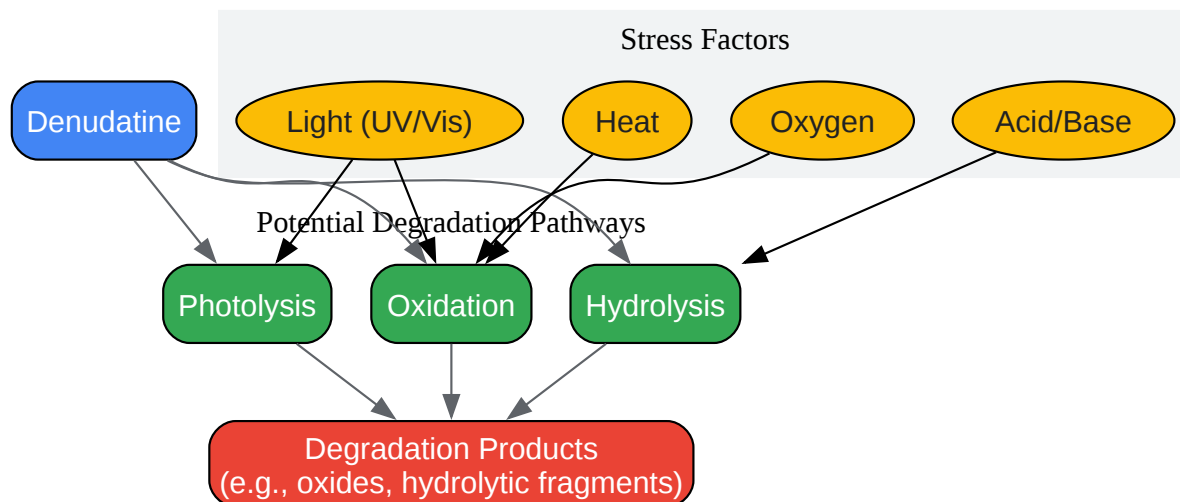 Stress Factors
Denudatine
Light (UV/Vis)
Heat
Oxygen
Acid/Base
Potential Degradation Pathways
Photolysis
Oxidation
Hydrolysis
Degradation Products
(e.g., oxides, hydrolytic fragments)